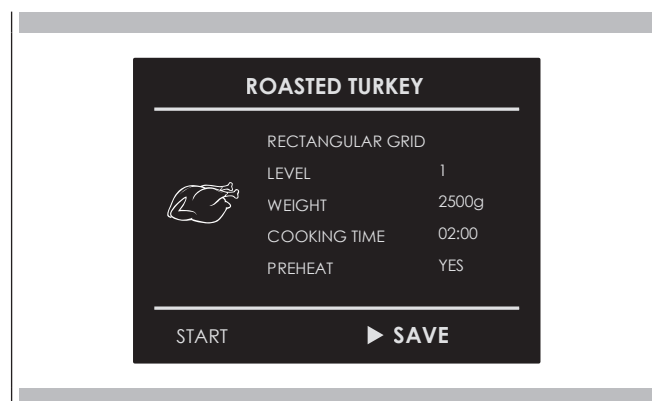 ROASTED TURKEY
RECTANGULAR GRID
LEVEL 1
WEIGHT 2500g
COOKING TIME 02:00
PREHEAT YES
START ▶ SAVE